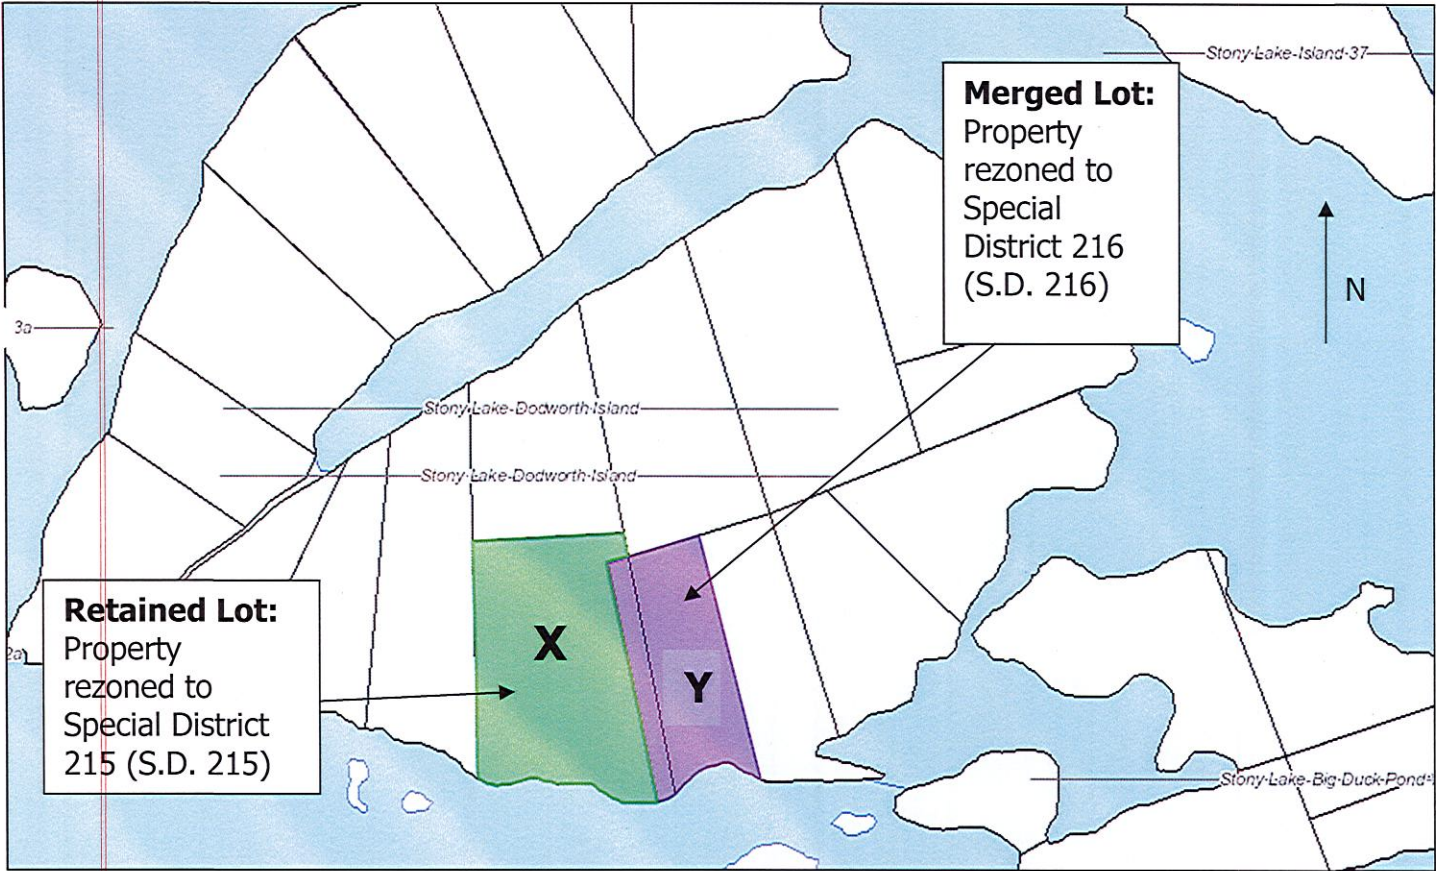 Stony-Lake-Island-37
Merged Lot:
Property
rezoned to
Special
District 216
(S.D. 216)
N
3a
Stony-Lake-Dodworth-Island
Stony-Lake-Dodworth-Island
Retained Lot:
Property
rezoned to
Special District
215 (S.D. 215)
X
Y
2a
Stony-Lake-Big-Duck-Pond